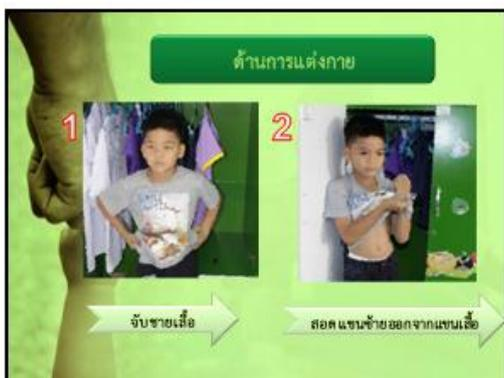 ด้านการแต่งกาย
1
2
จับชายเสื้อ
สอดแขนซ้ายออกจากแขนเสื้อ